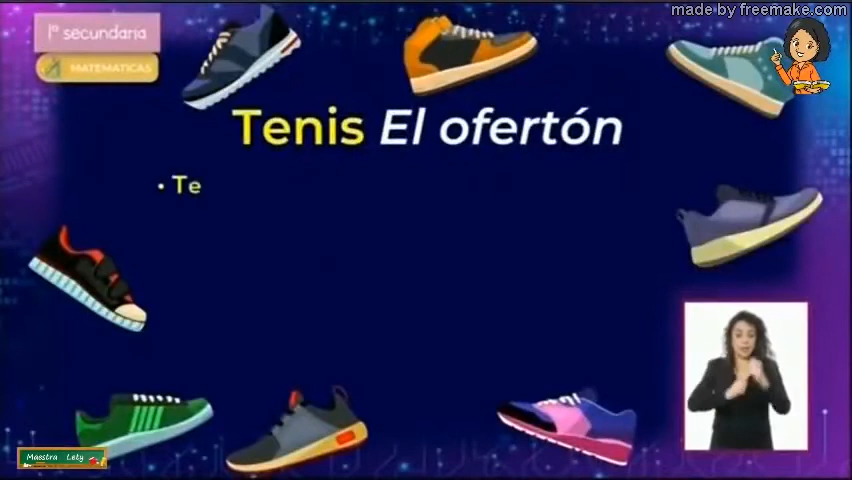 made by freemake.com
1° secundaria
MATEMÁTICAS
Tenis El ofertón
• Te
Maestra Lety